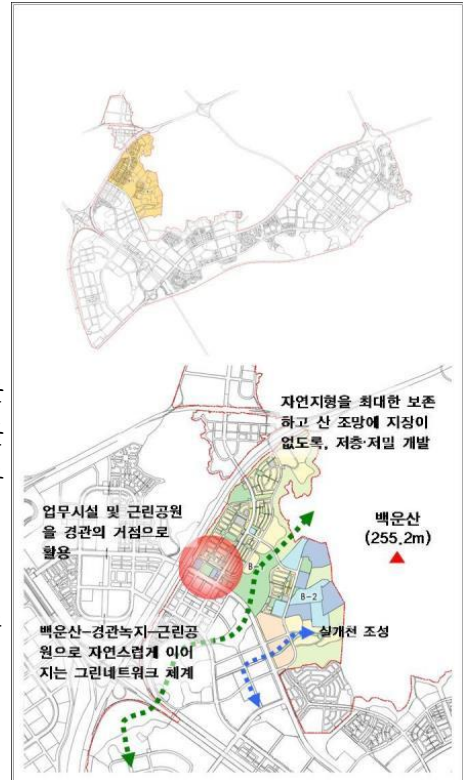 자연지형을 최대한 보존
하고 산 조망에 지장이
없도록, 저층·저밀 개발
업무시설 및 근린공원
을 경관의 거점으로
활용
백운산
(255.2m)
B-2
백운산-경관녹지-근린공
원으로 자연스럽게 이어
지는 그린네트워크 체계
실개천 조성